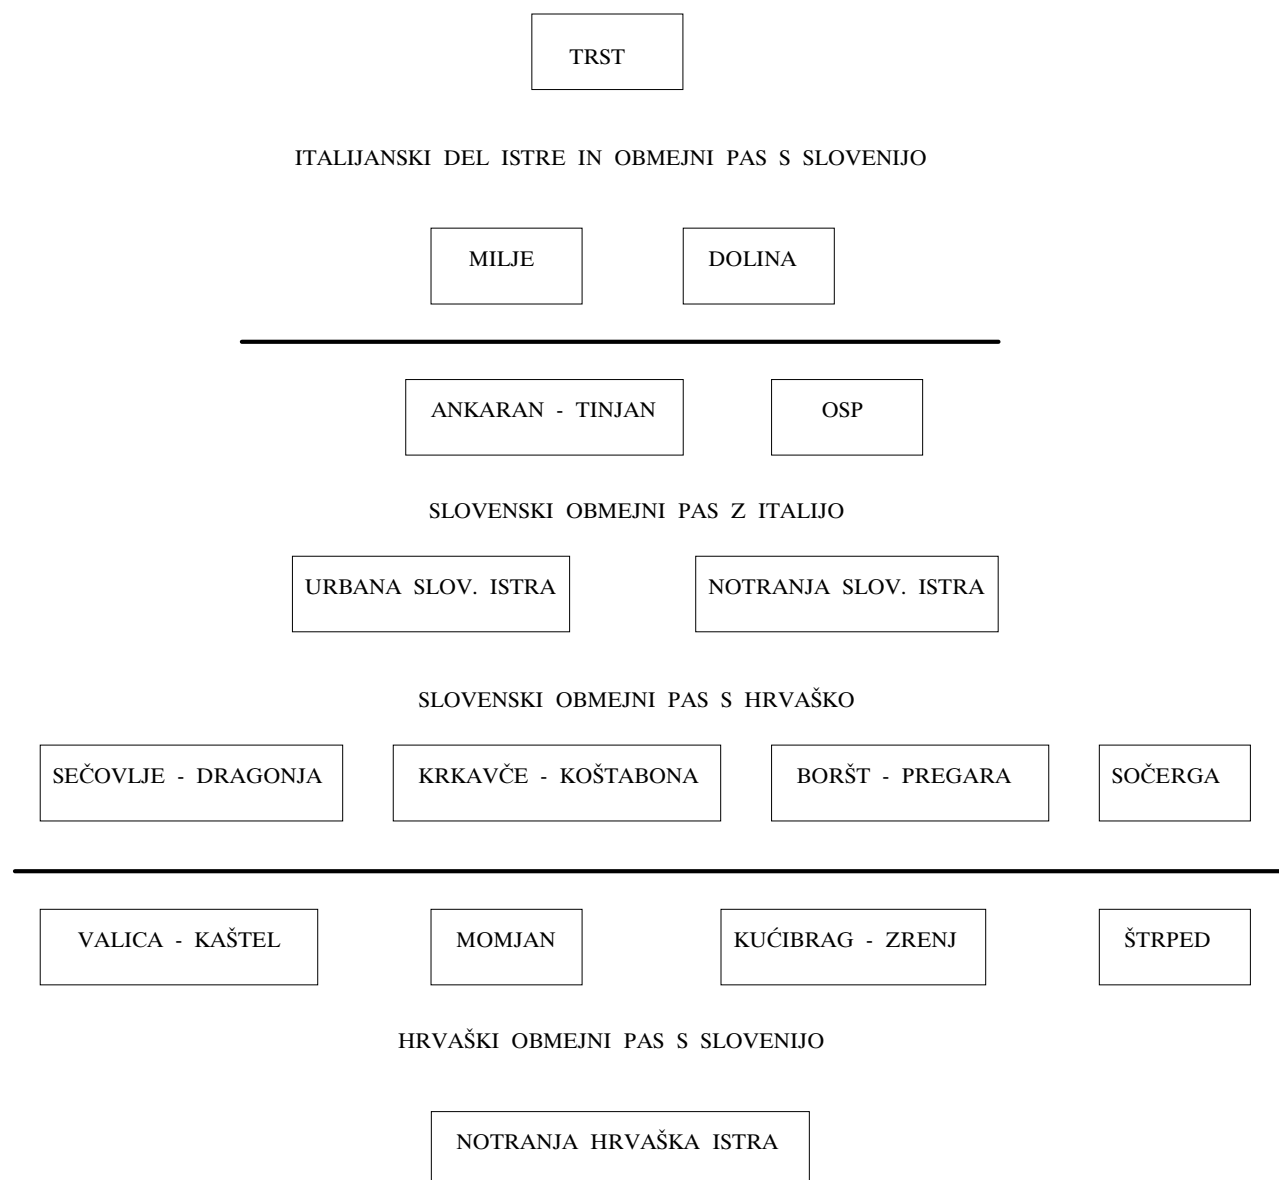 TRST
ITALIJANSKI DEL ISTRE IN OBMEJNI PAS S SLOVENIJO
MILJE
DOLINA
ANKARAN - TINJAN
OSP
SLOVENSKI OBMEJNI PAS Z ITALIJO
URBANA SLOV. ISTRA
NOTRANJA SLOV. ISTRA
SLOVENSKI OBMEJNI PAS S HRVAŠKO
SEČOVLJE - DRAGONJA
KRKAVČE - KOŠTABONA
BORŠT - PREGARA
SOČERGA
VALICA - KAŠTEL
MOMJAN
KUĆIBRAG - ZRENJ
ŠTRPED
HRVAŠKI OBMEJNI PAS S SLOVENIJO
NOTRANJA HRVAŠKA ISTRA